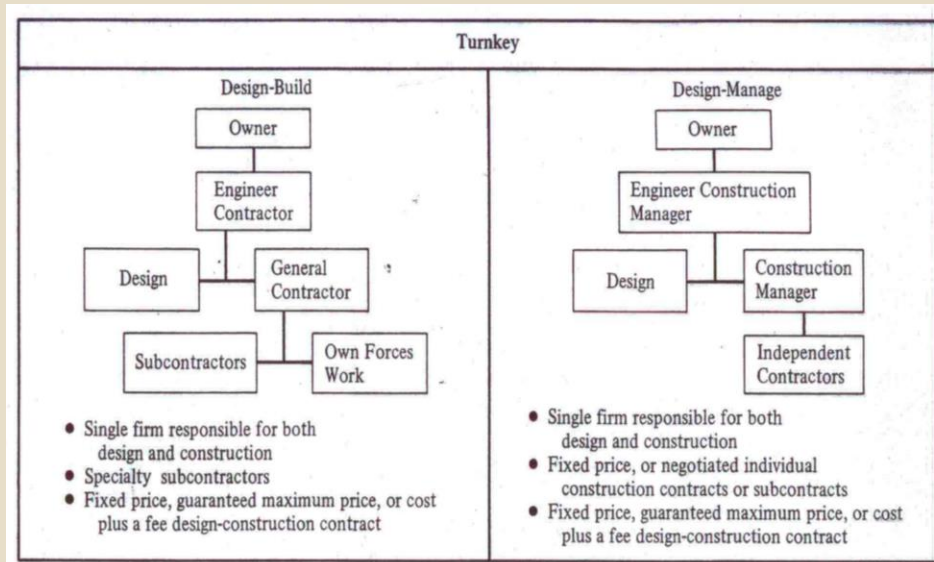 Turnkey
Design-Build
Owner
Engineer
Contractor
Design
General
Contractor
Subcontractors
Own Forces
Work
● Single firm responsible for both
design and construction
● Specialty subcontractors
● Fixed price, guaranteed maximum price, or cost
plus a fee design-construction contract
Design-Manage
Owner
Engineer Construction
Manager
Design
Construction
Manager
Independent
Contractors
● Single firm responsible for both
design and construction
● Fixed price, or negotiated individual
construction contracts or subcontracts
● Fixed price, guaranteed maximum price, or cost
plus a fee design-construction contract